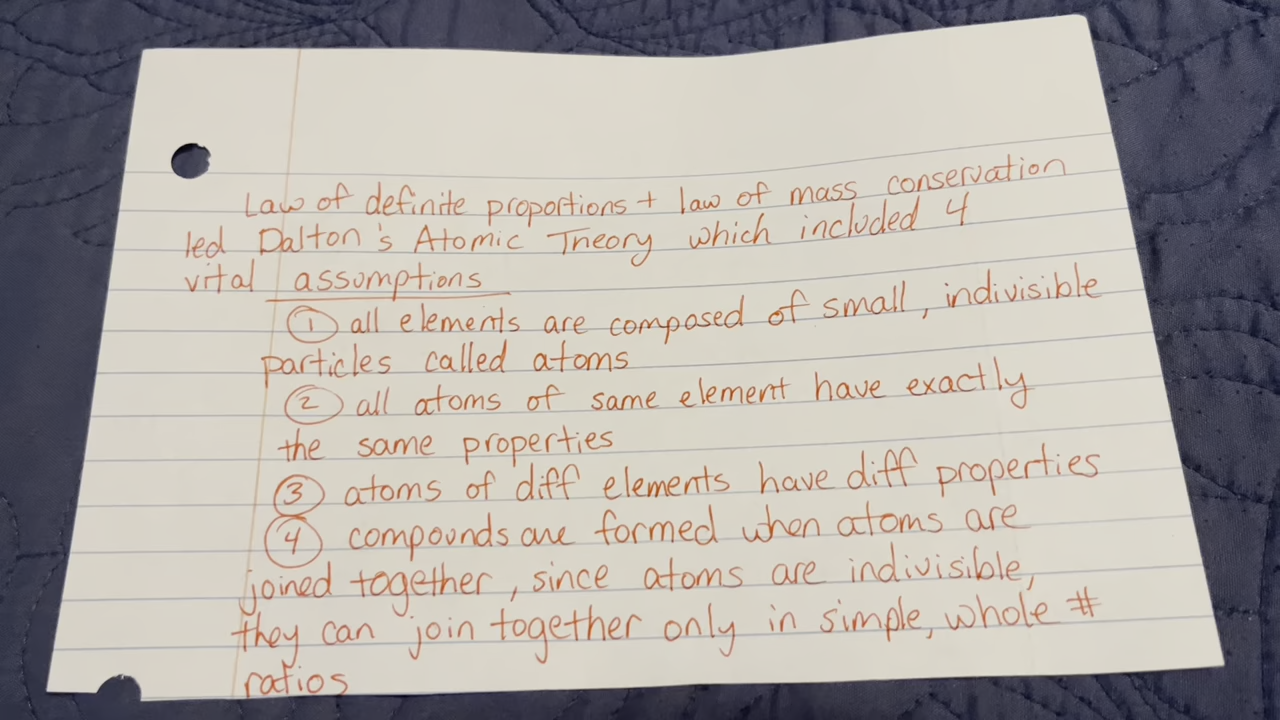 Law of definite proportions + law of mass conservation
led Dalton's Atomic Theory which included 4
vital assumptions
① all elements are composed of small, indivisible
particles called atoms
② all atoms of same element have exactly
the same properties
③ atoms of diff elements have diff properties
④ compounds are formed when atoms are
joined together, since atoms are indivisible,
they can join together only in simple, whole #
ratios